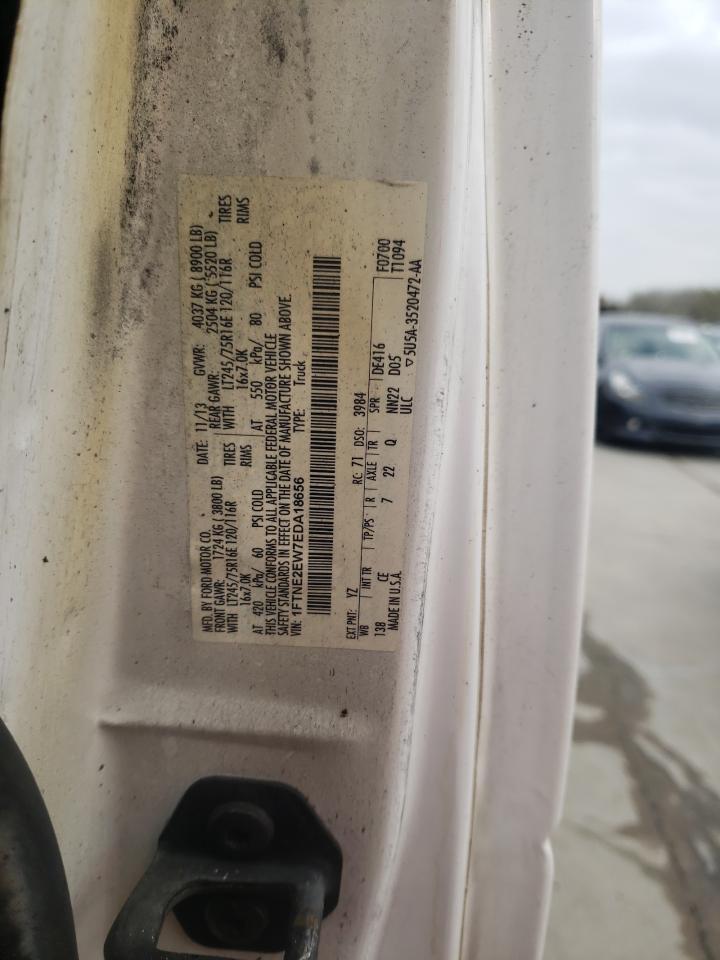 MFD. BY FORD MOTOR CO. DATE: 11/13 GVWR: 4037 KG ( 8900 LB)
FRONT GAWR: 1724 KG ( 3800 LB) REAR GAWR: 2504 KG ( 5520 LB)
WITH LT245/75R16E 120/116R TIRES WITH LT245/75R16E 120/116R TIRES
16x7.0K RIMS 16x7.0K RIMS
AT 420 kPa/ 60 PSI COLD AT 550 kPa/ 80 PSI COLD
THIS VEHICLE CONFORMS TO ALL APPLICABLE FEDERAL MOTOR VEHICLE
SAFETY STANDARDS IN EFFECT ON THE DATE OF MANUFACTURE SHOWN ABOVE.
VIN: 1FTNE2EW7EDA18656 TYPE: Truck
EXT PNT: YZ RC: 71 DSO: 3984 F0700
WB INT TR TP/PS R AXLE TR SPR DE416 T1094
138 CE 7 22 Q NN22 D05
MADE IN U.S.A. ULC ▽5U5A-3520472-AA